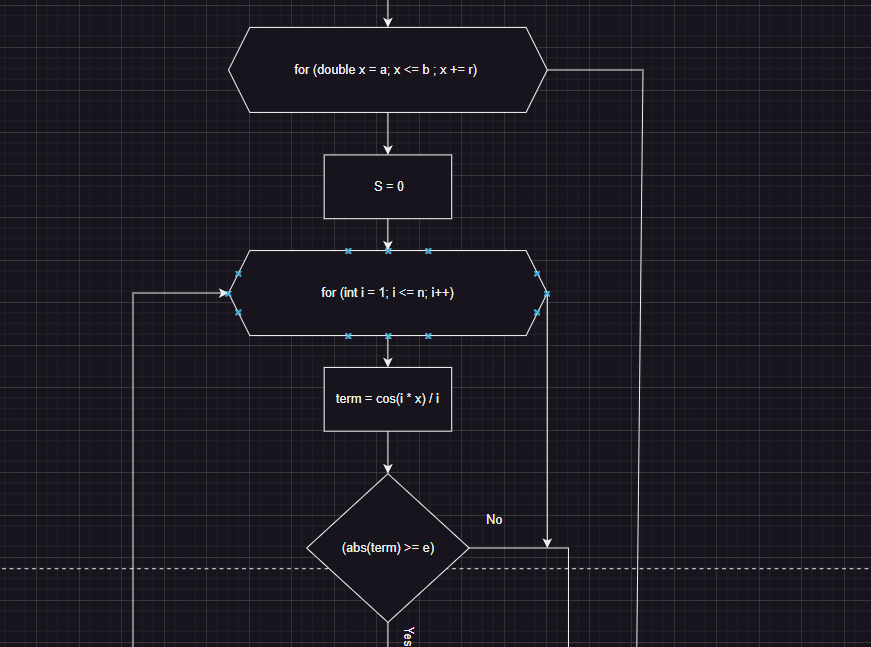 for (double x = a; x <= b ; x += r)
S = 0
for (int i = 1; i <= n; i++)
term = cos(i * x) / i
No
(abs(term) >= e)
Yes